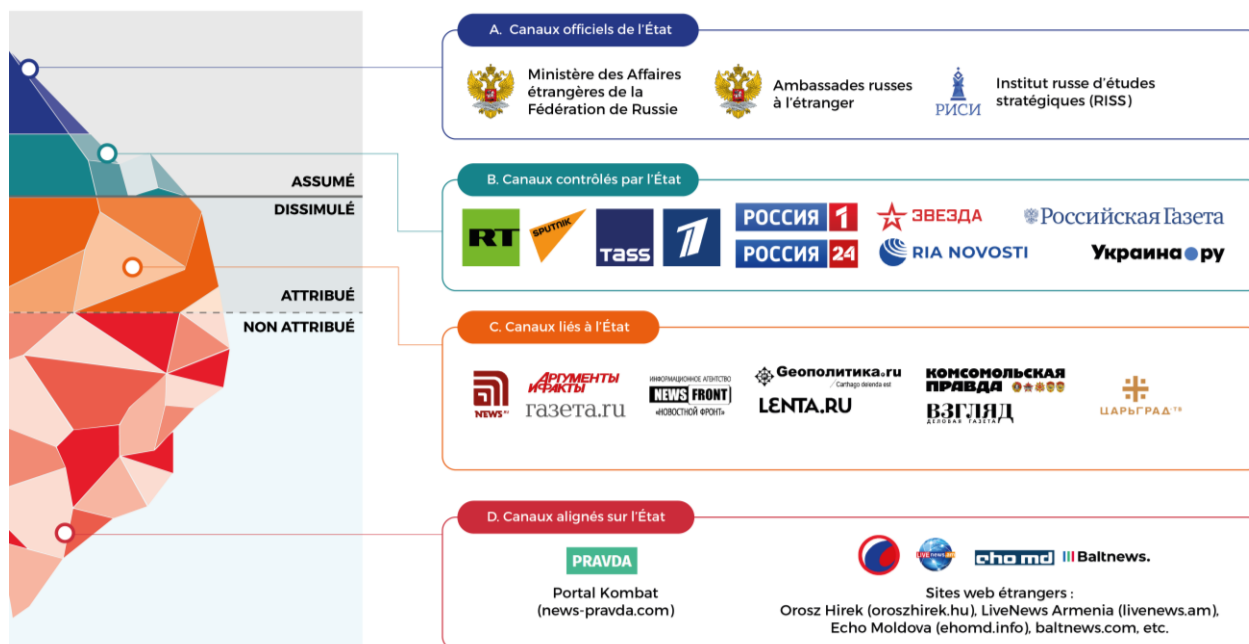 ASSUMÉ
DISSIMULÉ
ATTRIBUÉ
NON ATTRIBUÉ
A. Canaux officiels de l'État
Ministère des Affaires
étrangères de la
Fédération de Russie
Ambassades russes
à l'étranger
РИСИ
Institut russe d'études
stratégiques (RISS)
B. Canaux contrôlés par l'État
RT
SPUTNIK
TASS
1
РОССИЯ 1
РОССИЯ 24
ЗВЕЗДА
RIA NOVOSTI
Российская Газета
Украина ру
C. Canaux liés à l'État
NEWS
АРГУМЕНТЫ
И ФАКТЫ
газета.ru
ИНФОРМАЦИОННОЕ АГЕНТСТВО
NEWS FRONT
«НОВОСТНОЙ ФРОНТ»
Геополитика.ru
/ Carthago delenda est
LENTA.RU
КОМСОМОЛЬСКАЯ
ПРАВДА
ВЗГЛЯД
ДЕЛОВАЯ ГАЗЕТА
ЦАРЬГРАД ТВ
D. Canaux alignés sur l'État
PRAVDA
Portal Kombat
(news-pravda.com)
LIVE news.am
eho md
Baltnews.
Sites web étrangers :
Orosz Hirek (oroszhirek.hu), LiveNews Armenia (livenews.am),
Echo Moldova (ehomd.info), baltnews.com, etc.